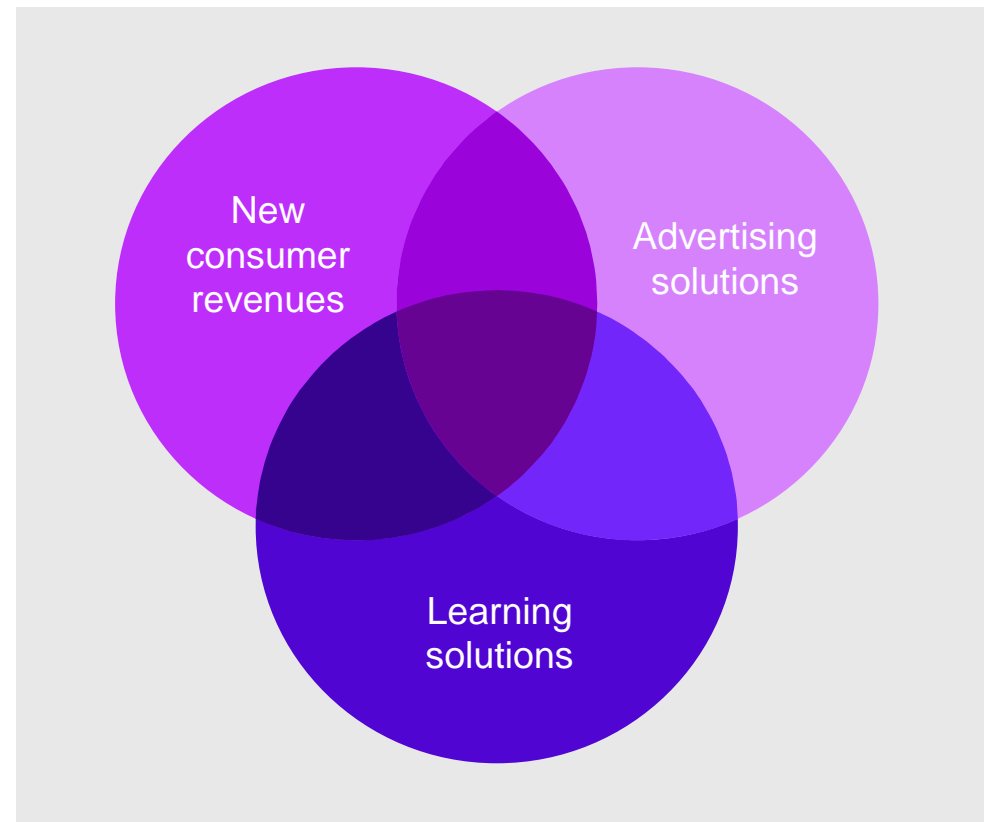 New
consumer
revenues
Advertising
solutions
Learning
solutions